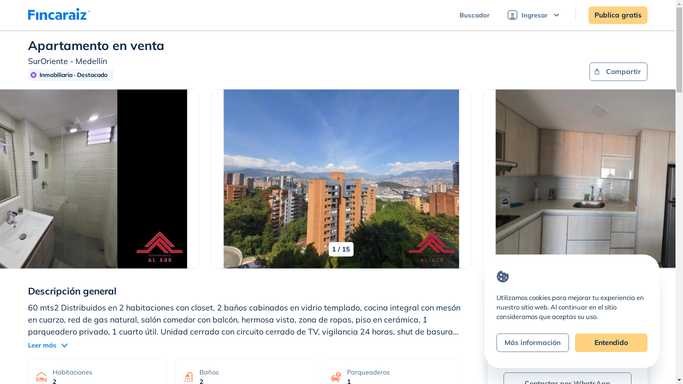 Fincaraiz
Buscador
Ingresar
Publica gratis
Apartamento en venta
SurOriente - Medellín
Inmobiliaria - Destacado
Compartir
1 / 15
Descripción general
60 mts2 Distribuidos en 2 habitaciones con closet, 2 baños cabinados en vidrio templado, cocina integral con mesón
en cuarzo, red de gas natural, salón comedor con balcón, hermosa vista, zona de ropas, piso en cerámica, 1
parqueadero privado, 1 cuarto útil. Unidad cerrado con circuito cerrado de TV, vigilancia 24 horas, shut de basura...
Leer más
Habitaciones
2
Baños
2
Parqueaderos
1
Utilizamos cookies para mejorar tu experiencia en
nuestro sitio web. Al continuar en el sitio
consideramos que aceptas su uso.
Más información
Entendido
Contactar por WhatsApp